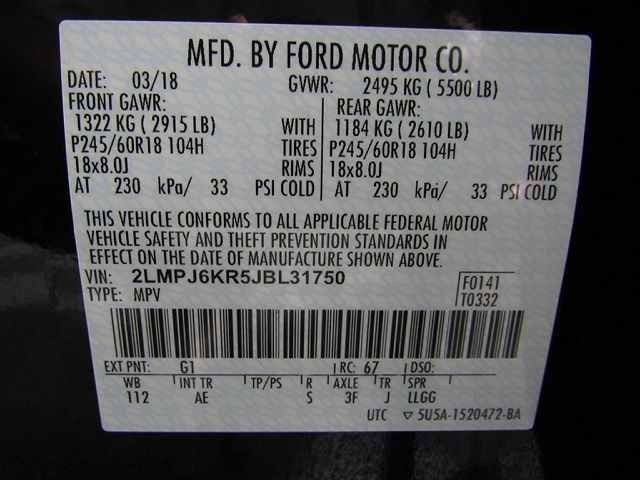 MFD. BY FORD MOTOR CO.
DATE: 03/18 GVWR: 2495 KG ( 5500 LB)
FRONT GAWR: REAR GAWR:
1322 KG ( 2915 LB) WITH 1184 KG ( 2610 LB) WITH
P245/60R18 104H TIRES P245/60R18 104H TIRES
18x8.0J RIMS 18x8.0J RIMS
AT 230 kPa/ 33 PSI COLD AT 230 kPa/ 33 PSI COLD
THIS VEHICLE CONFORMS TO ALL APPLICABLE FEDERAL MOTOR
VEHICLE SAFETY AND THEFT PREVENTION STANDARDS IN
EFFECT ON THE DATE OF MANUFACTURE SHOWN ABOVE.
VIN: 2LMPJ6KR5JBL31750 F0141
TYPE: MPV T0332
EXT PNT: G1 RC: 67 DSO:
WB INT TR TP/PS R AXLE TR SPR
112 AE S 3F J LLGG
UTC ▽ 5U5A-1520472-BA